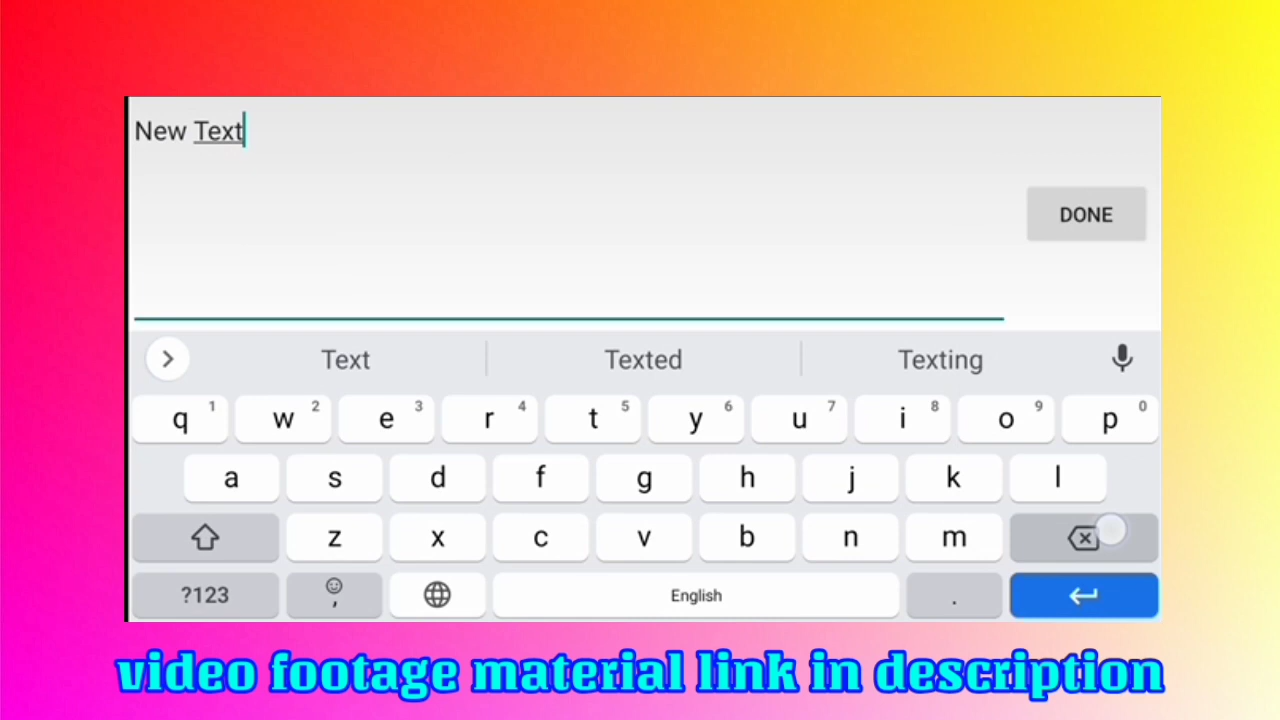 New Text
DONE
Text Texted Texting
q 1 w 2 e 3 r 4 t 5 y 6 u 7 i 8 o 9 p 0
a s d f g h j k l
z x c v b n m
?123 , English .
video footage material link in description